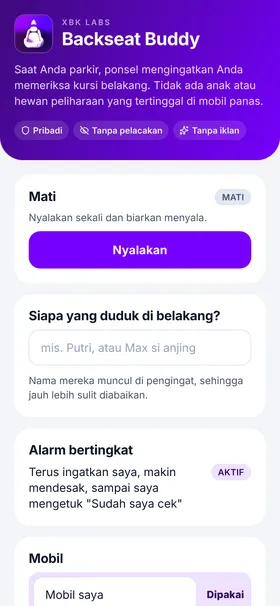 XBK LABS
Backseat Buddy
Saat Anda parkir, ponsel mengingatkan Anda
memeriksa kursi belakang. Tidak ada anak atau
hewan peliharaan yang tertinggal di mobil panas.
Pribadi
Tanpa pelacakan
Tanpa iklan
Mati
MATI
Nyalakan sekali dan biarkan menyala.
Nyalakan
Siapa yang duduk di belakang?
mis. Putri, atau Max si anjing
Nama mereka muncul di pengingat, sehingga
jauh lebih sulit diabaikan.
Alarm bertingkat
Terus ingatkan saya, makin
mendesak, sampai saya
mengetuk "Sudah saya cek"
AKTIF
Mobil
Mobil saya
Dipakai